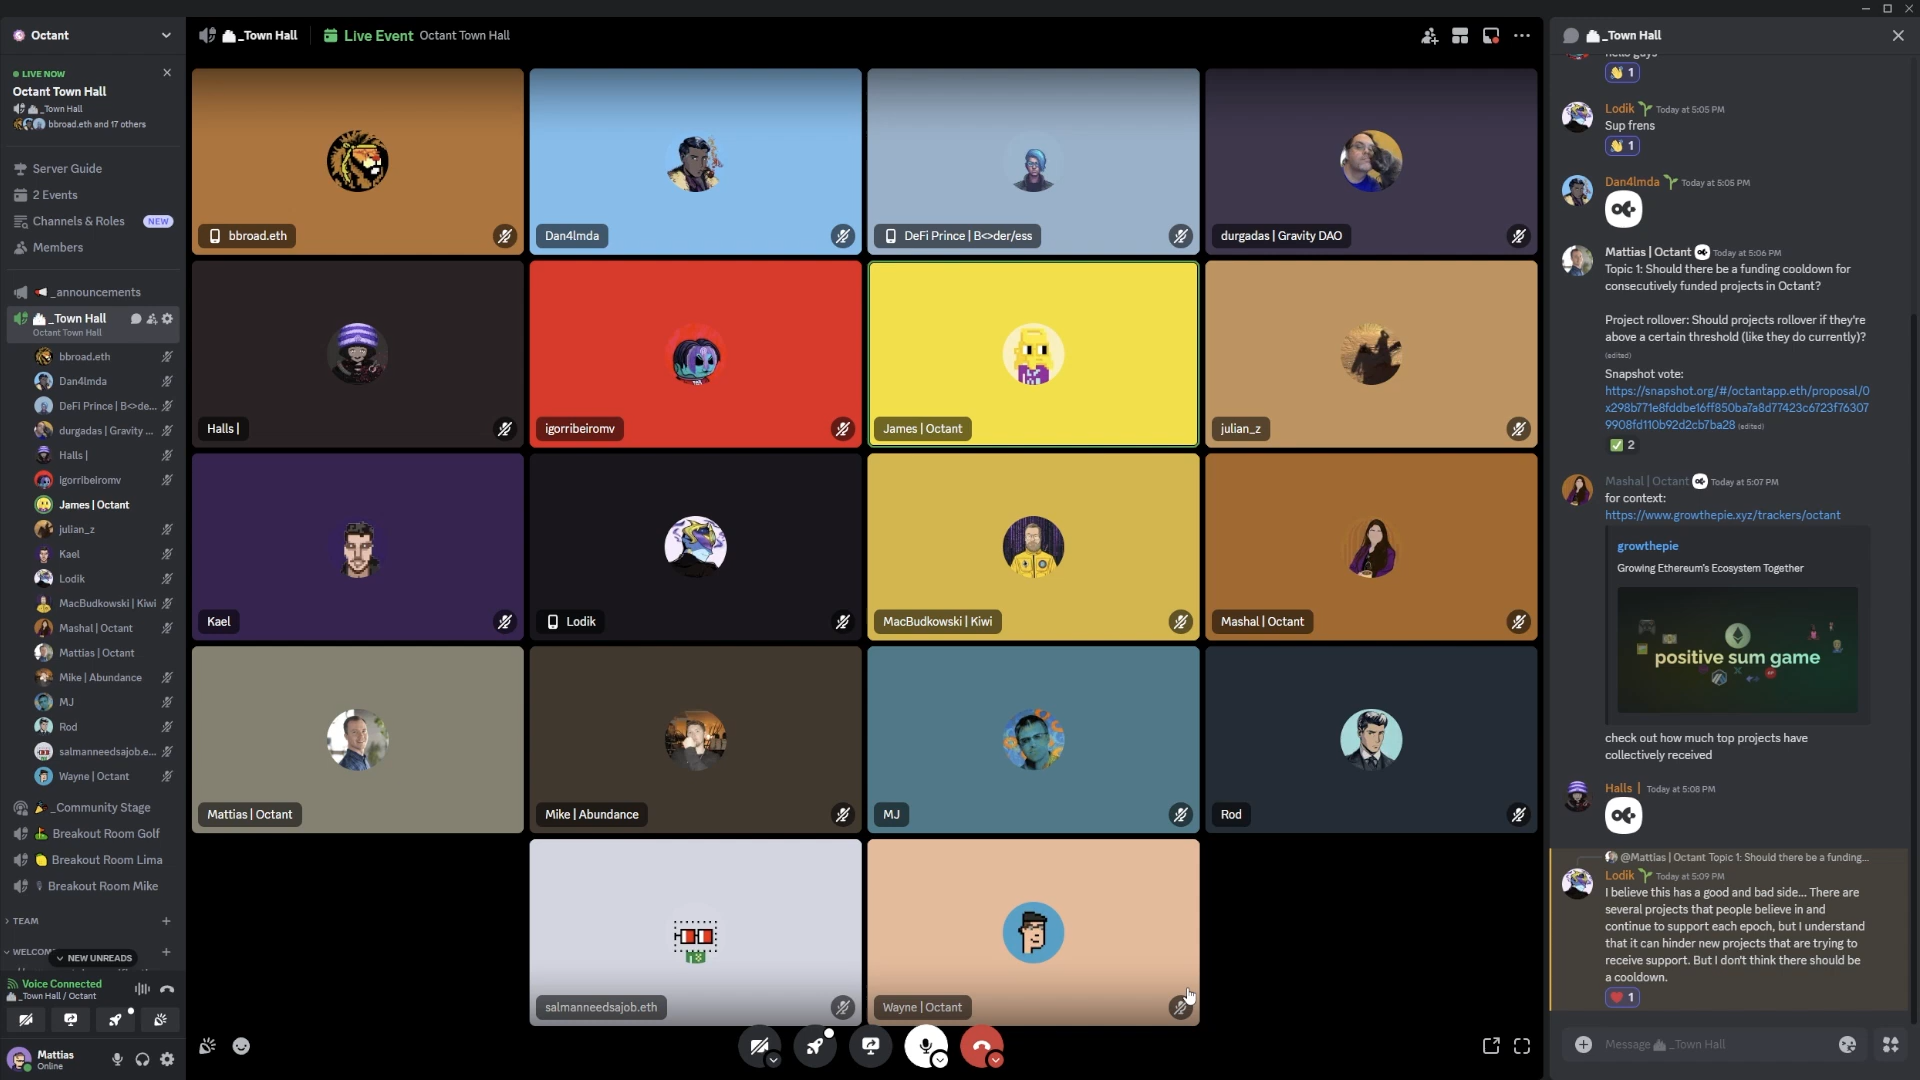 Octant
LIVE NOW
Octant Town Hall
_Town Hall
bbroad.eth and 17 others
Server Guide
2 Events
Channels & Roles NEW
Members
_announcements
_Town Hall
Octant Town Hall
bbroad.eth
Dan4lmda
DeFi Prince | B<>de...
durgadas | Gravity ...
Halls |
igorribeiromv
James | Octant
julian_z
Kael
Lodik
MacBudkowski | Kiwi
Mashal | Octant
Mattias | Octant
Mike | Abundance
MJ
Rod
salmanneedsajob.e...
Wayne | Octant
_Community Stage
Breakout Room Golf
Breakout Room Lima
Breakout Room Mike
TEAM
WELCOM
NEW UNREADS
Voice Connected
_Town Hall / Octant
Mattias
Online
_Town Hall Live Event Octant Town Hall
bbroad.eth
Dan4lmda
DeFi Prince | B<>der/ess
durgadas | Gravity DAO
Halls |
igorribeiromv
James | Octant
julian_z
Kael
Lodik
MacBudkowski | Kiwi
Mashal | Octant
Mattias | Octant
Mike | Abundance
MJ
Rod
salmanneedsajob.eth
Wayne | Octant
_Town Hall
1
Lodik Today at 5:05 PM
Sup frens
1
Dan4lmda Today at 5:05 PM
Mattias | Octant Today at 5:06 PM
Topic 1: Should there be a funding cooldown for
consecutively funded projects in Octant?
Project rollover: Should projects rollover if they're
above a certain threshold (like they do currently)?
(edited)
Snapshot vote:
https://snapshot.org/#/octantapp.eth/proposal/0
x298b771e8fddbe16ff850ba7a8d77423c6723f76307
9908fd110b92d2cb7ba28 (edited)
2
Mashal | Octant Today at 5:07 PM
for context:
https://www.growthepie.xyz/trackers/octant
growthepie
Growing Ethereum's Ecosystem Together
positive sum game
check out how much top projects have
collectively received
Halls | Today at 5:08 PM
@Mattias | Octant Topic 1: Should there be a funding...
Lodik Today at 5:09 PM
I believe this has a good and bad side... There are
several projects that people believe in and
continue to support each epoch, but I understand
that it can hinder new projects that are trying to
receive support. But I don't think there should be
a cooldown.
1
Message _Town Hall